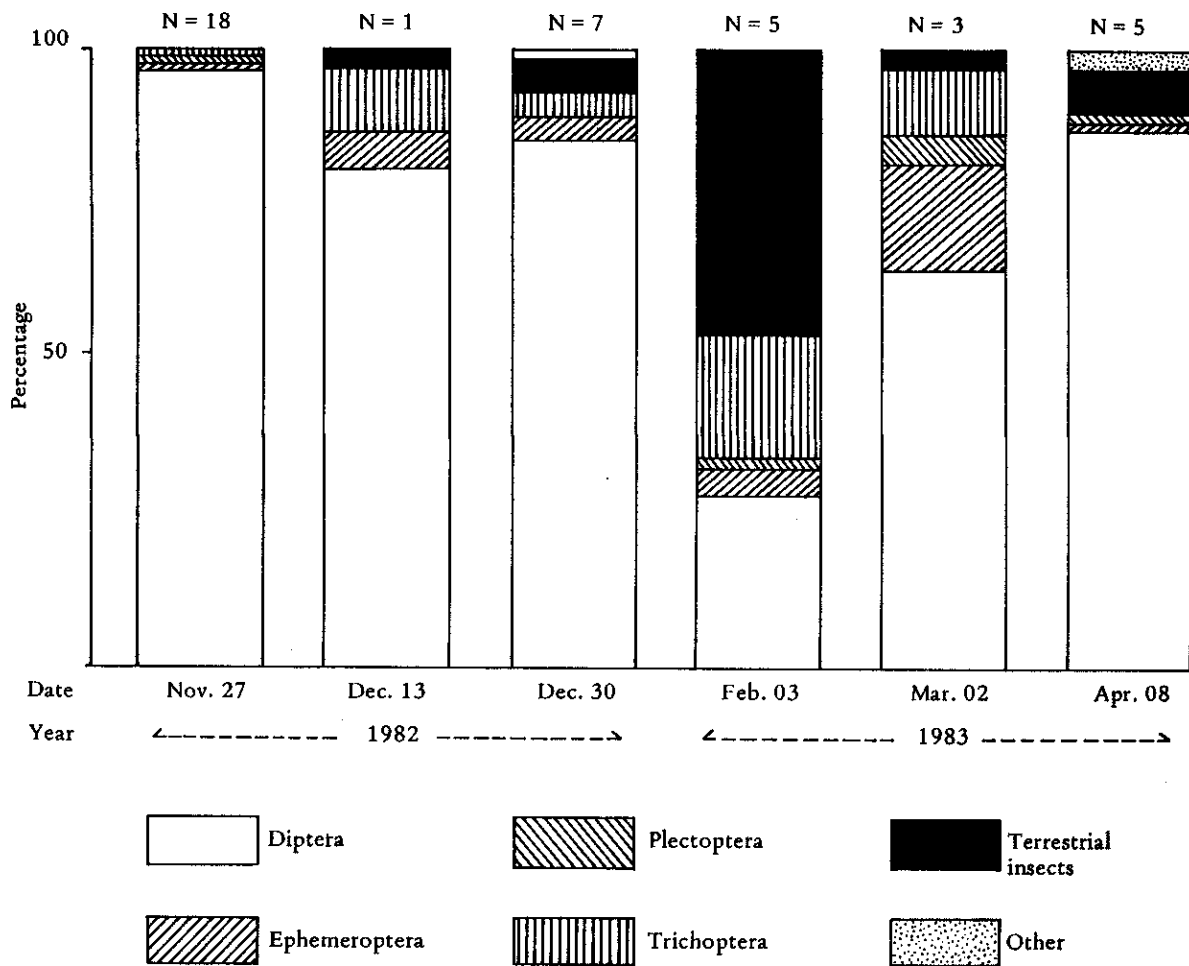 N = 18 N = 1 N = 7 N = 5 N = 3 N = 5
100
50
Percentage
Date Nov. 27 Dec. 13 Dec. 30 Feb. 03 Mar. 02 Apr. 08
Year 1982 1983
Diptera Plectoptera Terrestrial
insects
Ephemeroptera Trichoptera Other